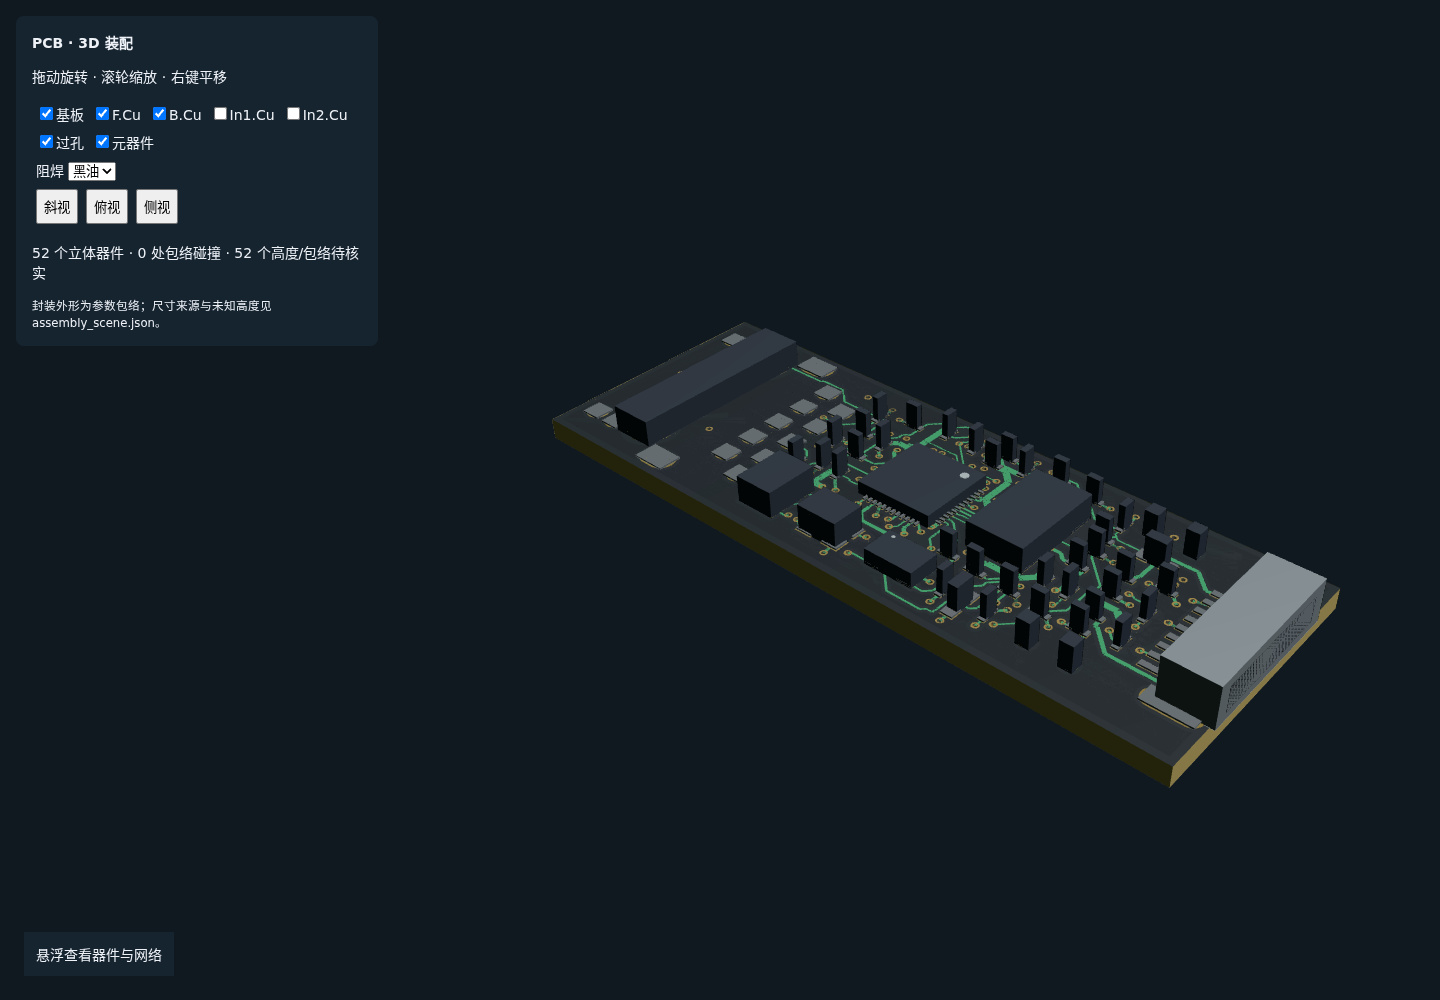 PCB · 3D 装配
拖动旋转 · 滚轮缩放 · 右键平移
基板 F.Cu B.Cu In1.Cu In2.Cu
过孔 元器件
阻焊 黑油
斜视 俯视 侧视
52 个立体器件 · 0 处包络碰撞 · 52 个高度/包络待核
实
封装外形为参数包络；尺寸来源与未知高度见
assembly_scene.json。
悬浮查看器件与网络